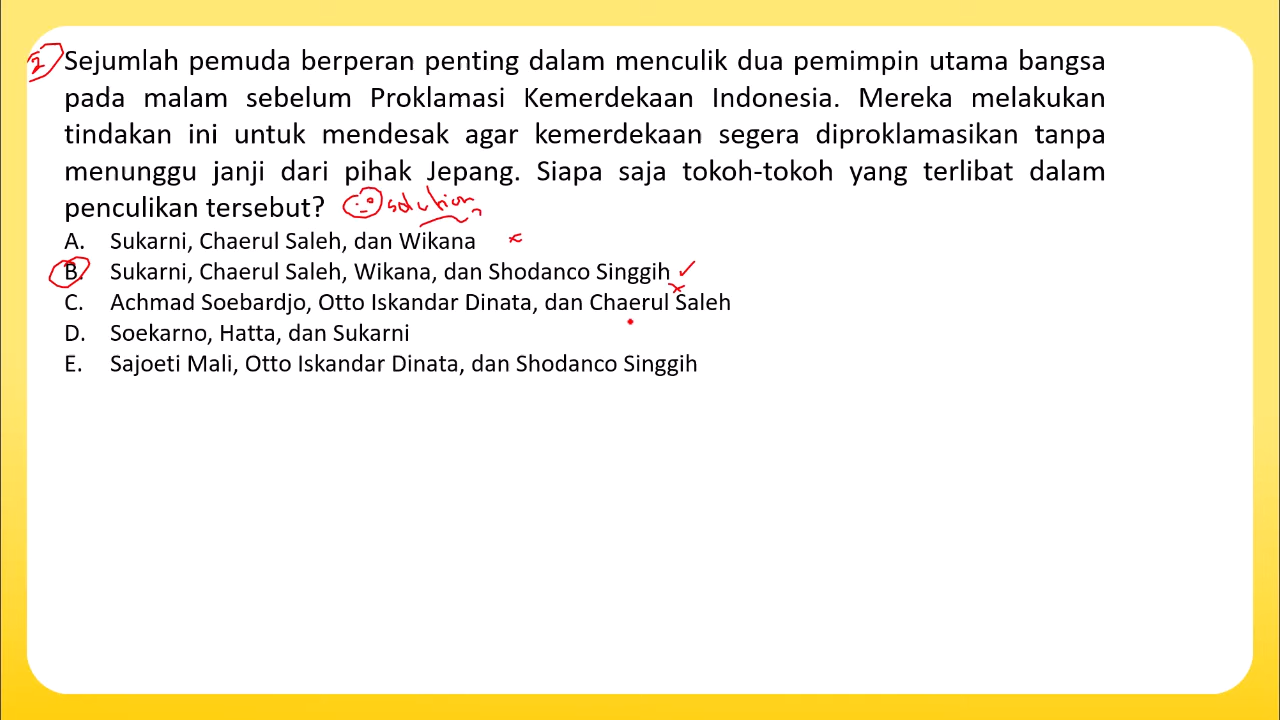 2 Sejumlah pemuda berperan penting dalam menculik dua pemimpin utama bangsa
pada malam sebelum Proklamasi Kemerdekaan Indonesia. Mereka melakukan
tindakan ini untuk mendesak agar kemerdekaan segera diproklamasikan tanpa
menunggu janji dari pihak Jepang. Siapa saja tokoh-tokoh yang terlibat dalam
penculikan tersebut? solution
A. Sukarni, Chaerul Saleh, dan Wikana
B. Sukarni, Chaerul Saleh, Wikana, dan Shodanco Singgih
C. Achmad Soebardjo, Otto Iskandar Dinata, dan Chaerul Saleh
D. Soekarno, Hatta, dan Sukarni
E. Sajoeti Mali, Otto Iskandar Dinata, dan Shodanco Singgih